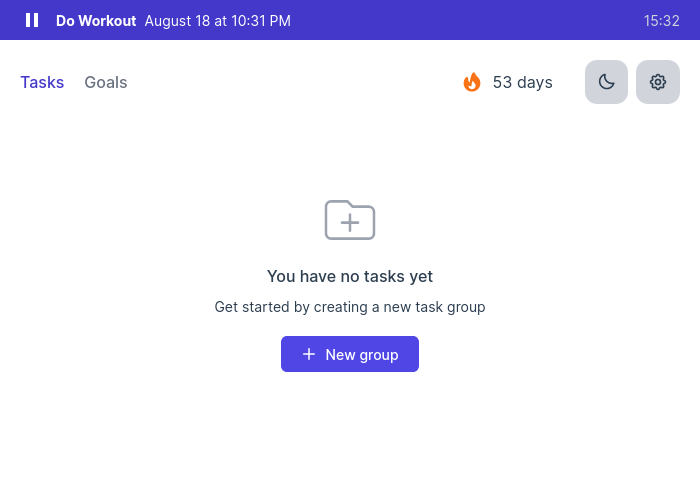 Do Workout August 18 at 10:31 PM 15:32
Tasks Goals 53 days
You have no tasks yet
Get started by creating a new task group
New group